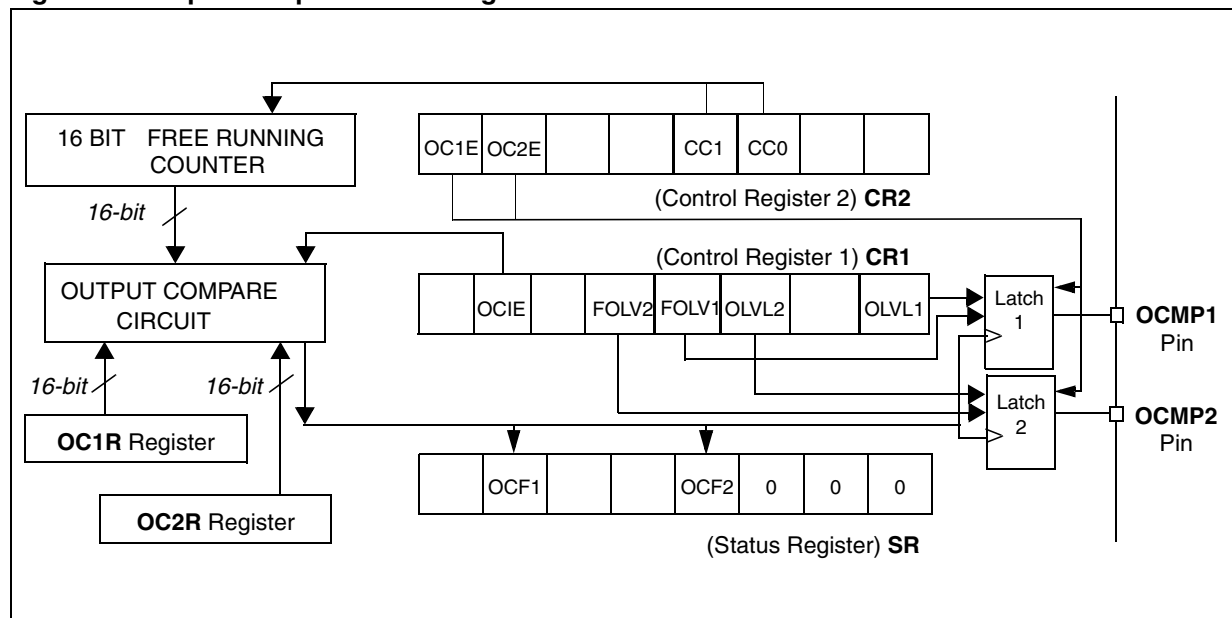 16 BIT FREE RUNNING
COUNTER
OC1E OC2E CC1 CC0
16-bit
(Control Register 2) CR2
(Control Register 1) CR1
OUTPUT COMPARE
CIRCUIT
OCIE FOLV2 FOLV1 OLVL2 OLVL1
Latch
1
OCMP1
Pin
16-bit 16-bit
Latch
2
OCMP2
Pin
OC1R Register
OCF1 OCF2 0 0 0
OC2R Register
(Status Register) SR